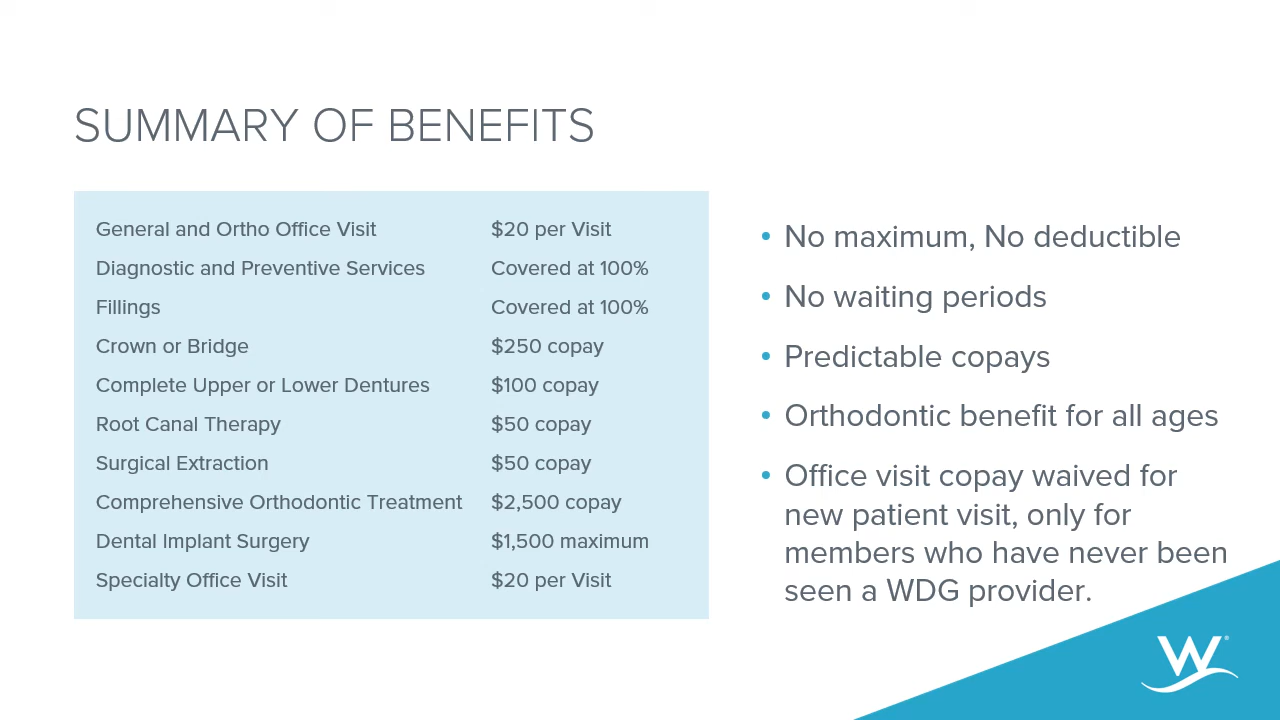 SUMMARY OF BENEFITS
General and Ortho Office Visit $20 per Visit
Diagnostic and Preventive Services Covered at 100%
Fillings Covered at 100%
Crown or Bridge $250 copay
Complete Upper or Lower Dentures $100 copay
Root Canal Therapy $50 copay
Surgical Extraction $50 copay
Comprehensive Orthodontic Treatment $2,500 copay
Dental Implant Surgery $1,500 maximum
Specialty Office Visit $20 per Visit
• No maximum, No deductible
• No waiting periods
• Predictable copays
• Orthodontic benefit for all ages
• Office visit copay waived for
new patient visit, only for
members who have never been
seen a WDG provider.
W®